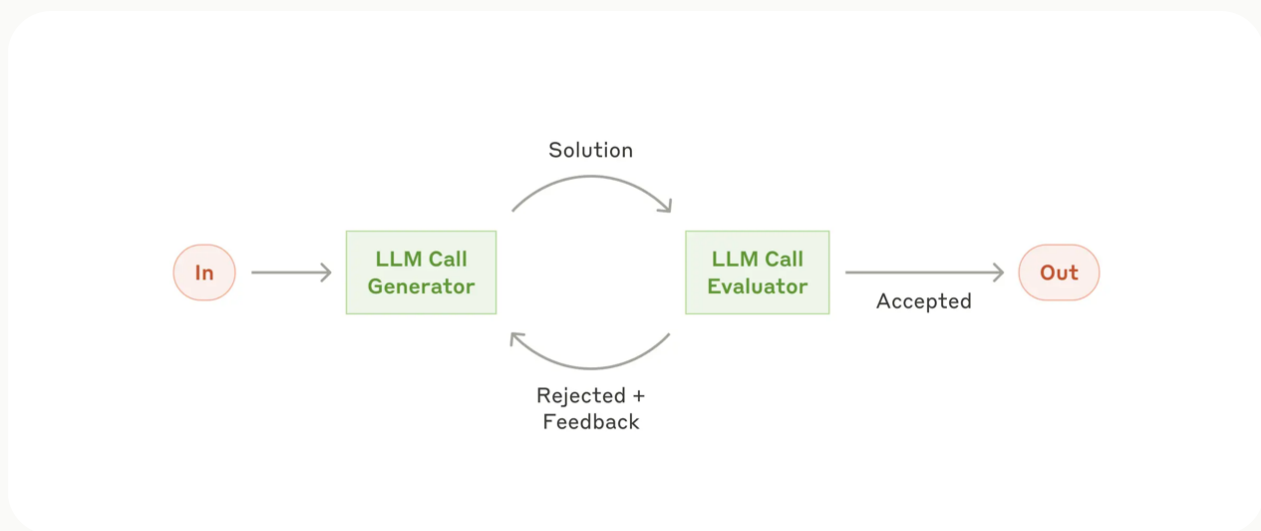 Solution
In
LLM Call
Generator
LLM Call
Evaluator
Out
Accepted
Rejected +
Feedback